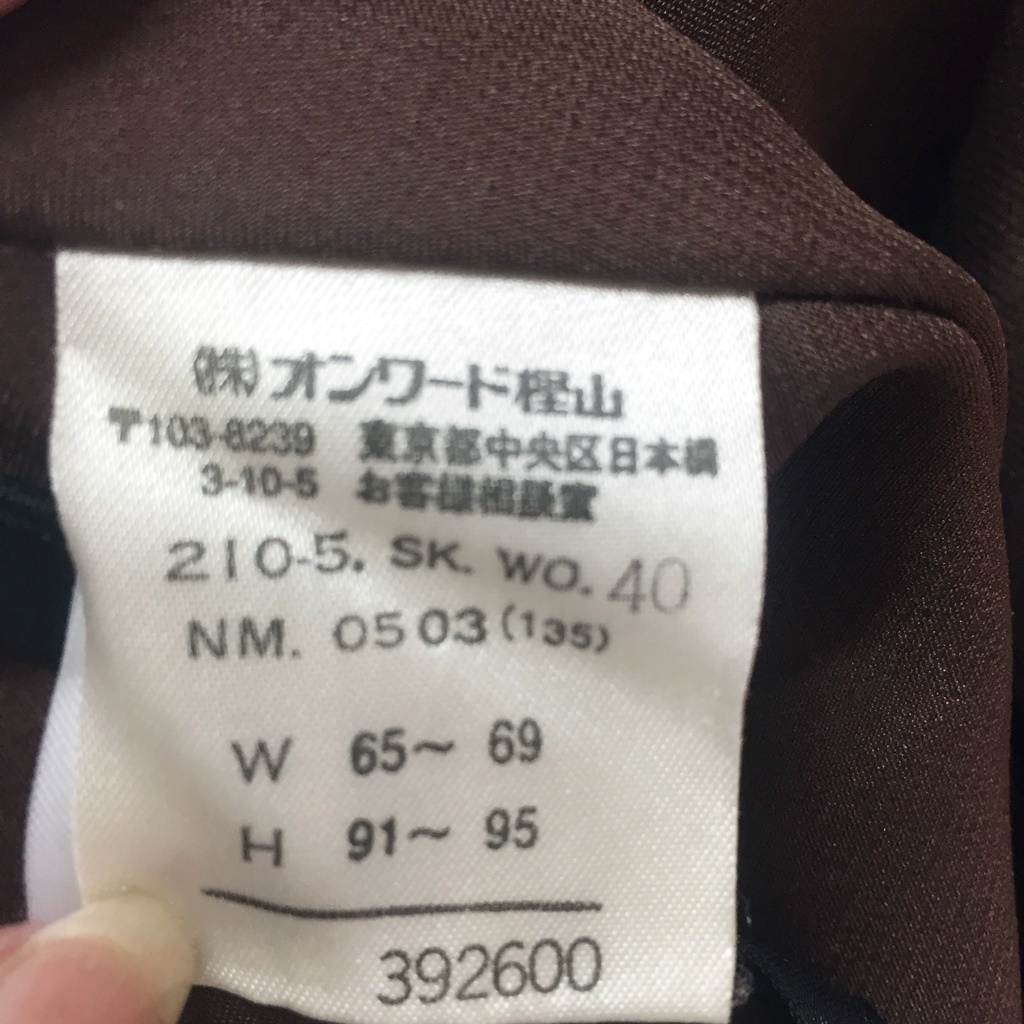 (株)オンワード樫山
〒103-8239 東京都中央区日本橋
3-10-5 お客様相談室
210-5. SK. WO. 40
NM. 0503 (135)
W 65~ 69
H 91~ 95
392600